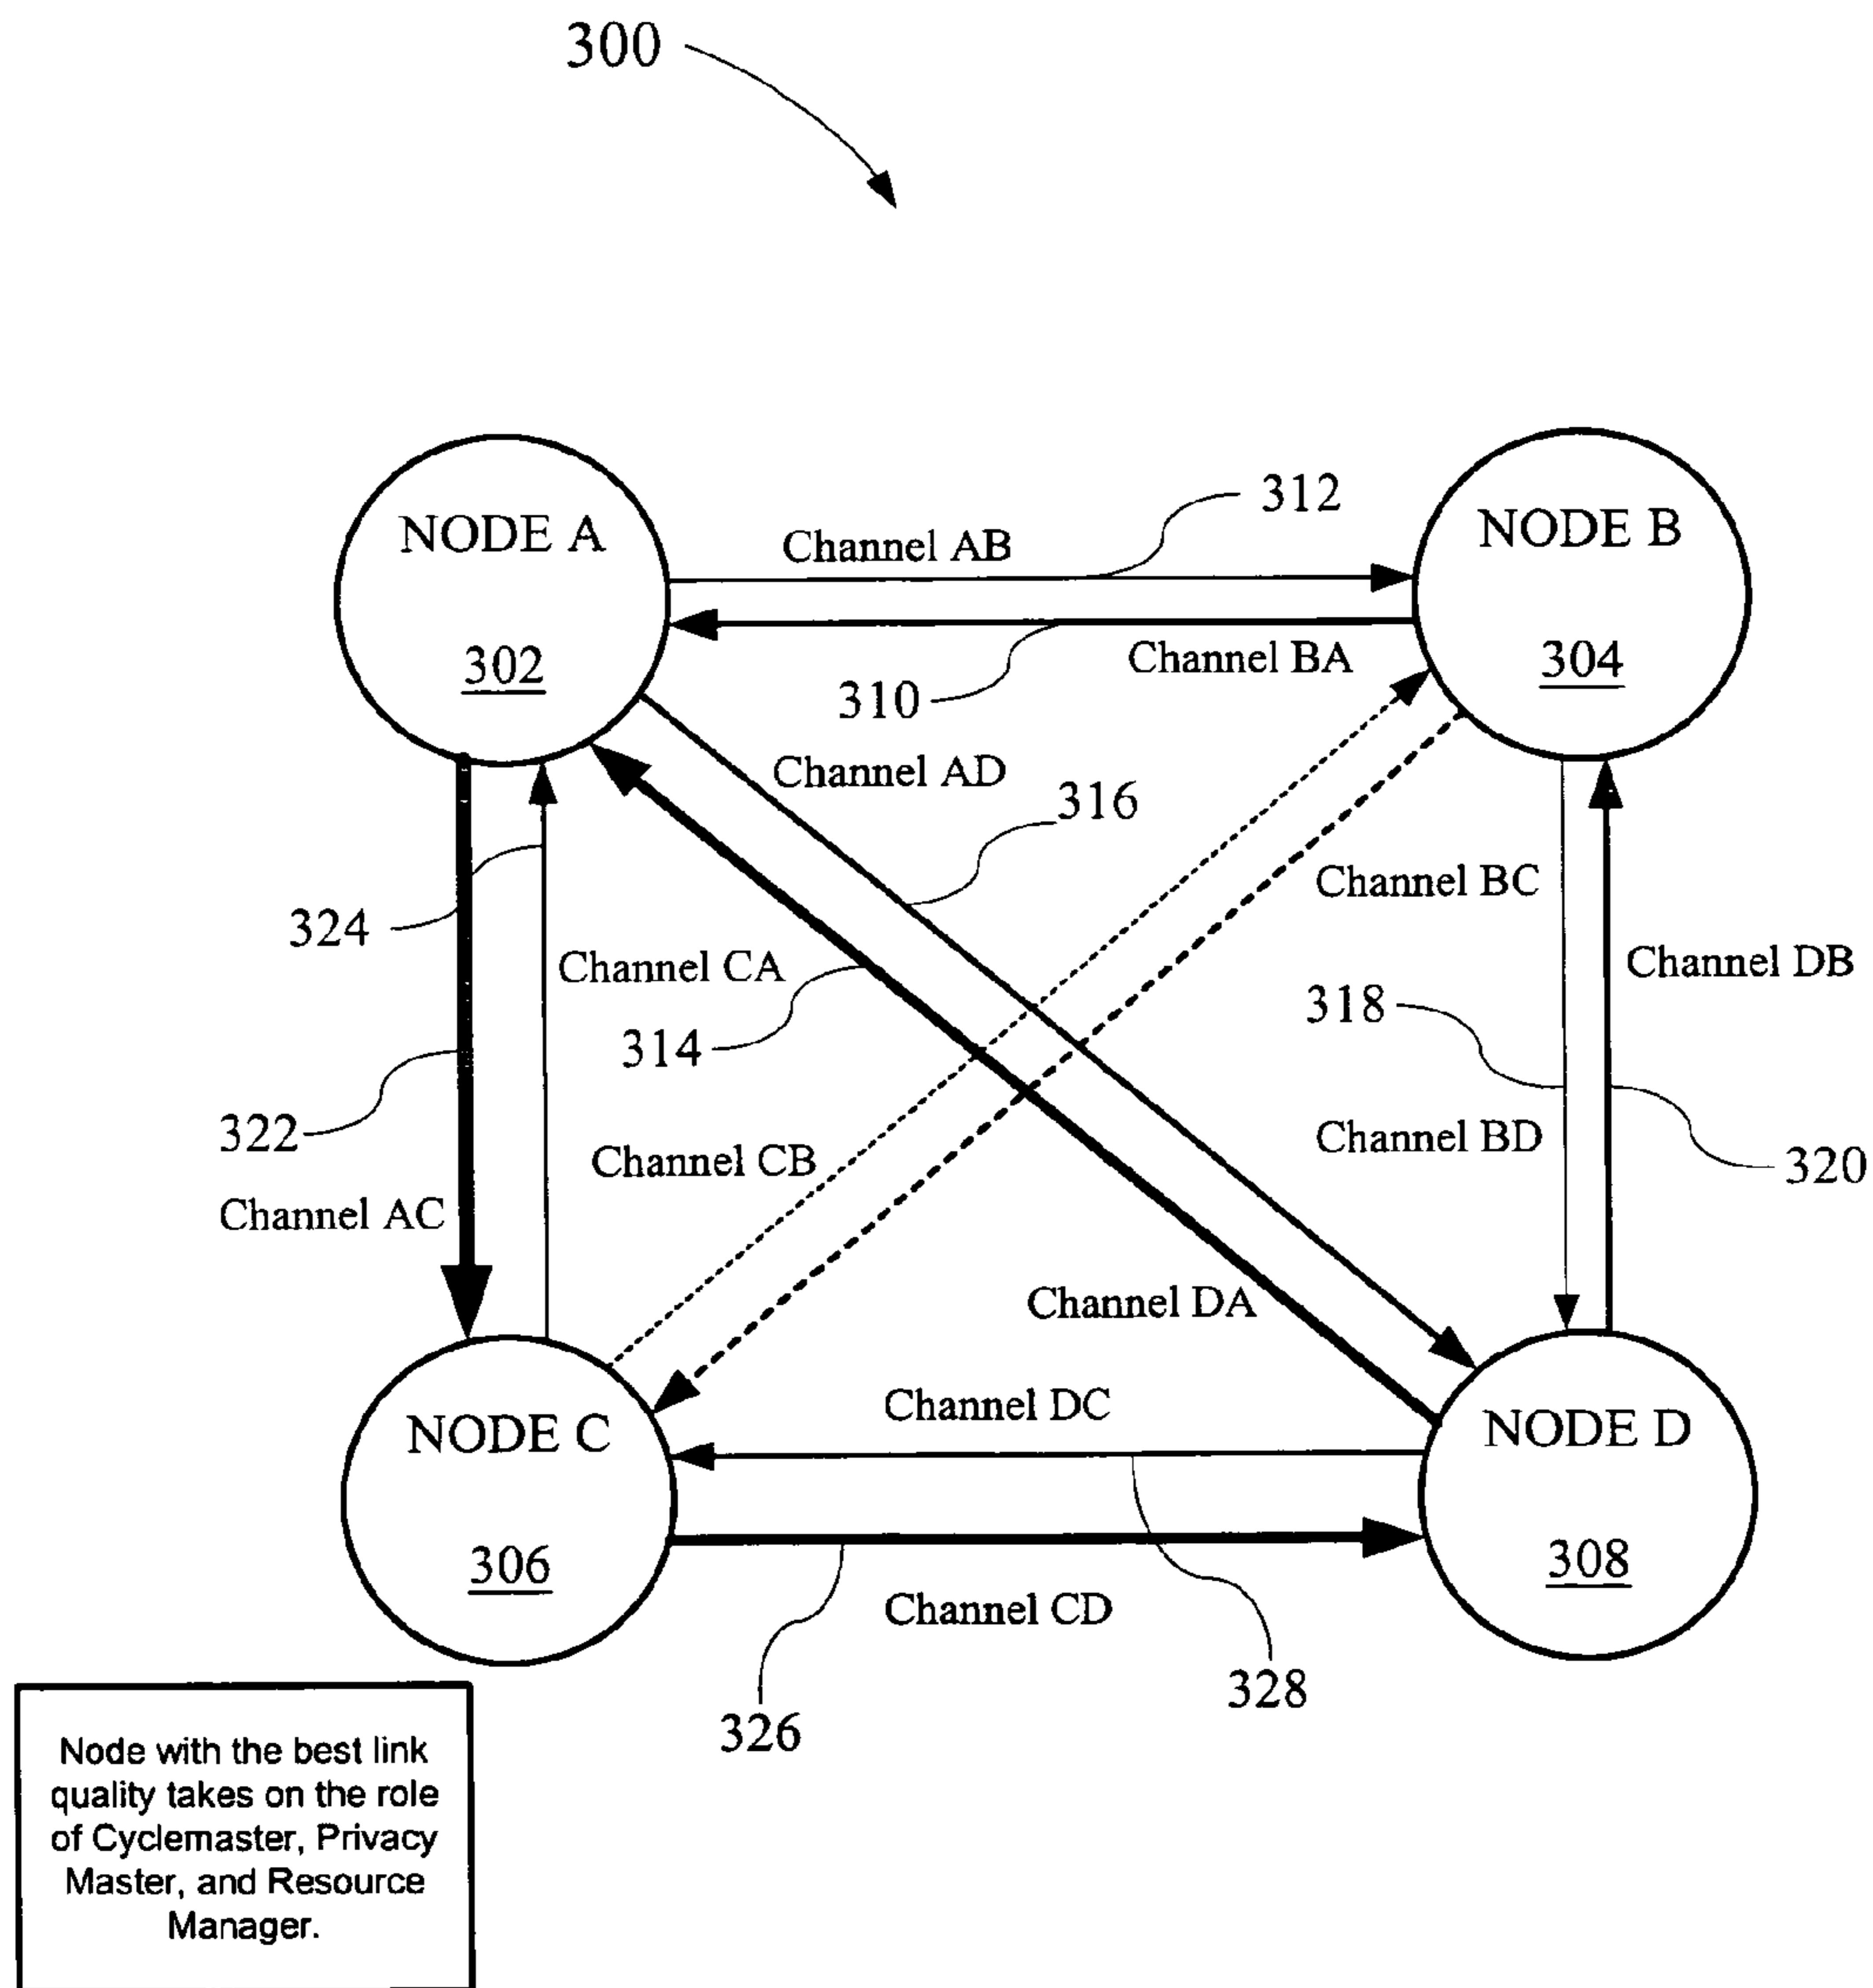 300
312
NODE A
NODE B
Channel AB
302
304
Channel BA
310
Channel AD
316
Channel BC
324
Channel CA
Channel DB
318
314
322
Channel BD
Channel CB
320
Channel AC
Channel DA
Channel DC
NODE C
NODE D
306
308
Channel CD
328
326
Node with the best link
quality takes on the role
of Cyclemaster, Privacy
Master, and Resource
Manager.